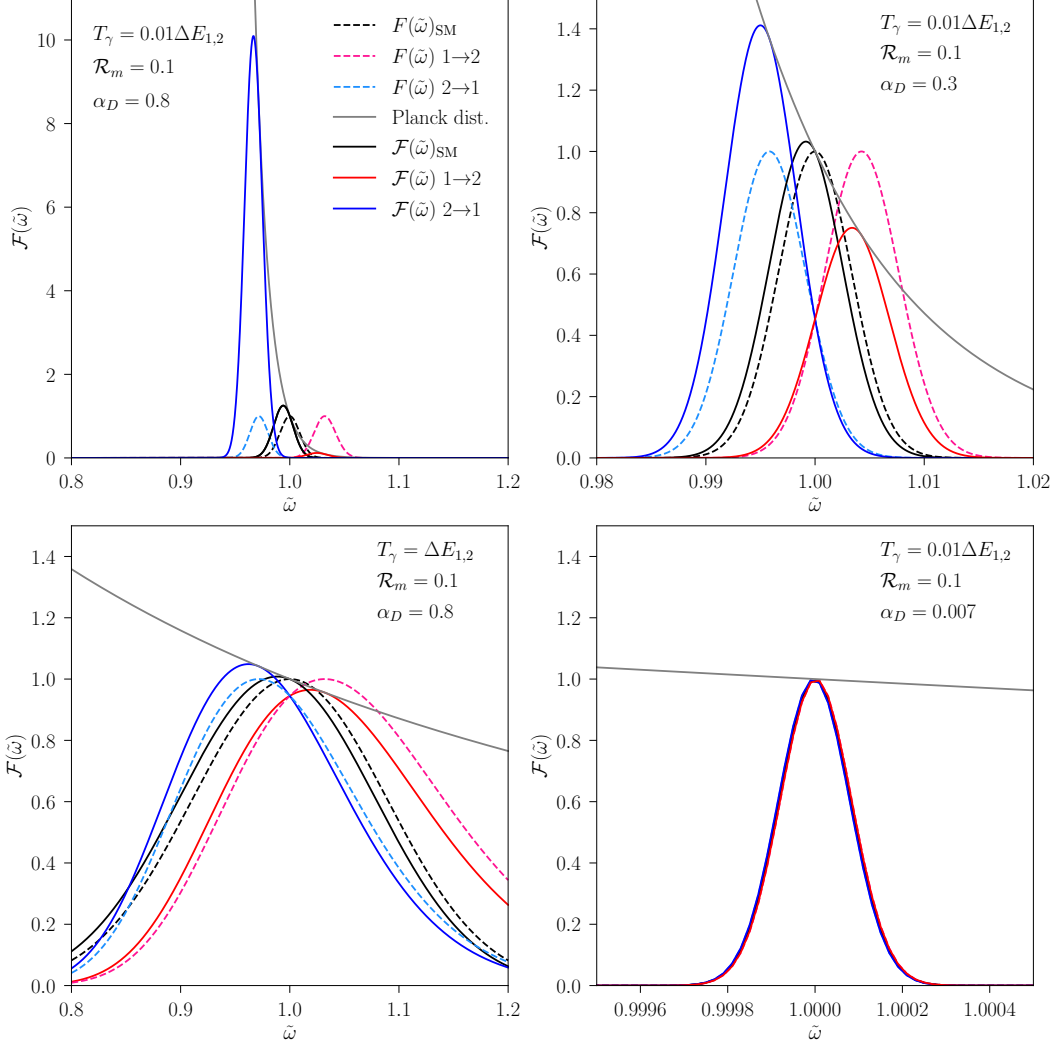 10
8
6
4
2
0
0.8 0.9 1.0 1.1 1.2
ω̃
ℱ(ω̃)
T_γ = 0.01ΔE_{1,2}
ℛ_m = 0.1
α_D = 0.8
F(ω̃)_SM
F(ω̃) 1→2
F(ω̃) 2→1
Planck dist.
ℱ(ω̃)_SM
ℱ(ω̃) 1→2
ℱ(ω̃) 2→1
1.4
1.2
1.0
0.8
0.6
0.4
0.2
0.0
0.98 0.99 1.00 1.01 1.02
ω̃
ℱ(ω̃)
T_γ = 0.01ΔE_{1,2}
ℛ_m = 0.1
α_D = 0.3
1.4
1.2
1.0
0.8
0.6
0.4
0.2
0.0
0.8 0.9 1.0 1.1 1.2
ω̃
ℱ(ω̃)
T_γ = ΔE_{1,2}
ℛ_m = 0.1
α_D = 0.8
1.4
1.2
1.0
0.8
0.6
0.4
0.2
0.0
0.9996 0.9998 1.0000 1.0002 1.0004
ω̃
ℱ(ω̃)
T_γ = 0.01ΔE_{1,2}
ℛ_m = 0.1
α_D = 0.007